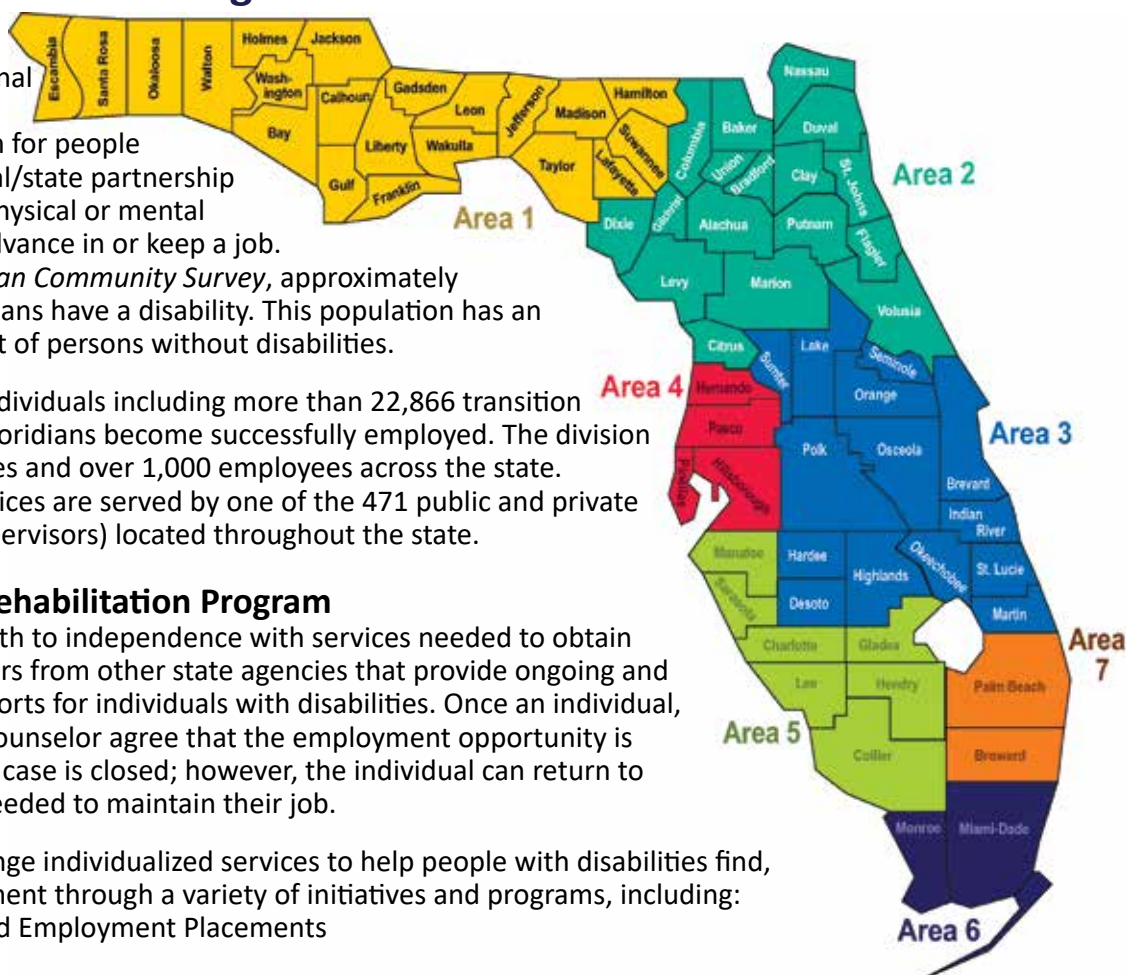 nal
n for people
al/state partnership
hysical or mental
dvance in or keep a job.
an Community Survey, approximately
ans have a disability. This population has an
t of persons without disabilities.
dividuals including more than 22,866 transition
oridians become successfully employed. The division
es and over 1,000 employees across the state.
ices are served by one of the 471 public and private
pervisors) located throughout the state.
ehabilitation Program
th to independence with services needed to obtain
rs from other state agencies that provide ongoing and
orts for individuals with disabilities. Once an individual,
ounselor agree that the employment opportunity is
case is closed; however, the individual can return to
eeded to maintain their job.
nge individualized services to help people with disabilities find,
ment through a variety of initiatives and programs, including:
d Employment Placements
Escambia
Santa Rosa
Okaloosa
Walton
Holmes
Jackson
Wash-
ington
Bay
Calhoun
Gulf
Gadsden
Liberty
Franklin
Leon
Wakulla
Jefferson
Madison
Taylor
Hamilton
Suwannee
Lafayette
Area 1
Nassau
Baker
Duval
Columbia
Union
Bradford
Clay
St. Johns
Dixie
Gilchrist
Alachua
Putnam
Flagler
Levy
Marion
Volusia
Citrus
Area 2
Sumter
Lake
Seminole
Orange
Polk
Osceola
Brevard
Indian
River
Okeechobee
St. Lucie
Martin
Hardee
Highlands
Desoto
Area 3
Area 4
Hernando
Pasco
Pinellas
Hillsborough
Manatee
Sarasota
Charlotte
Glades
Lee
Hendry
Collier
Area 5
Palm Beach
Broward
Area
7
Monroe
Miami-Dade
Area 6